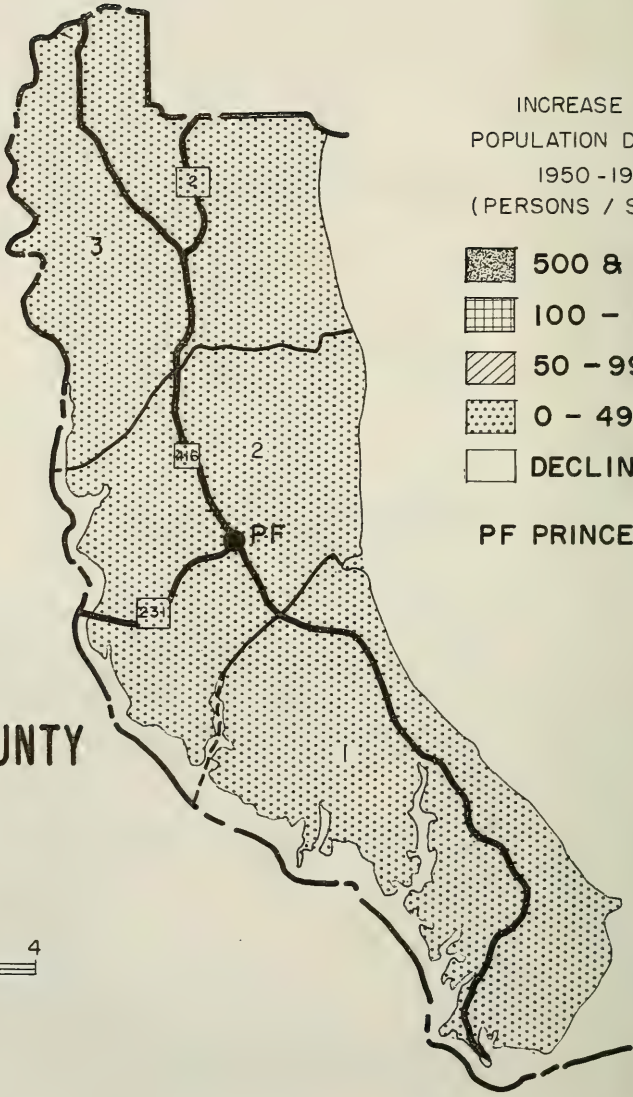 INCREASE
POPULATION D
1950 - 19
(PERSONS / S
500 &
100 -
50 - 99
0 - 49
DECLIN
PF PRINCE
2
3
416
2
PF
231
UNTY
1
4